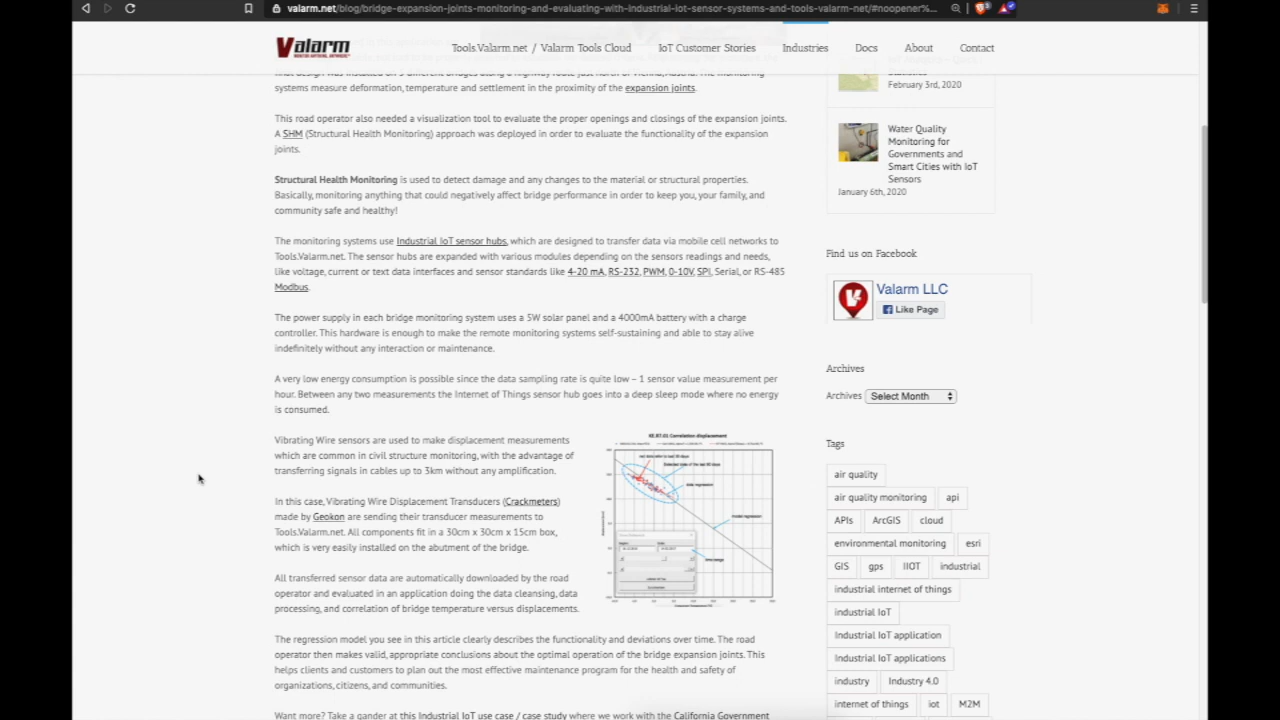 valarm.net/blog/bridge-expansion-joints-monitoring-and-evaluating-with-industrial-iot-sensor-systems-and-tools-valarm-net/#noopener%...
Valarm
Tools.Valarm.net / Valarm Tools Cloud
IoT Customer Stories
Industries
Docs
About
Contact
systems measure deformation, temperature and settlement in the proximity of the expansion joints.
This road operator also needed a visualization tool to evaluate the proper openings and closings of the expansion joints.
A SHM (Structural Health Monitoring) approach was deployed in order to evaluate the functionality of the expansion
joints.
Structural Health Monitoring is used to detect damage and any changes to the material or structural properties.
Basically, monitoring anything that could negatively affect bridge performance in order to keep you, your family, and
community safe and healthy!
The monitoring systems use Industrial IoT sensor hubs, which are designed to transfer data via mobile cell networks to
Tools.Valarm.net. The sensor hubs are expanded with various modules depending on the sensors readings and needs,
like voltage, current or text data interfaces and sensor standards like 4-20 mA, RS-232, PWM, 0-10V, SPI, Serial, or RS-485
Modbus.
The power supply in each bridge monitoring system uses a 5W solar panel and a 4000mA battery with a charge
controller. This hardware is enough to make the remote monitoring systems self-sustaining and able to stay alive
indefinitely without any interaction or maintenance.
A very low energy consumption is possible since the data sampling rate is quite low – 1 sensor value measurement per
hour. Between any two measurements the Internet of Things sensor hub goes into a deep sleep mode where no energy
is consumed.
Vibrating Wire sensors are used to make displacement measurements
which are common in civil structure monitoring, with the advantage of
transferring signals in cables up to 3km without any amplification.
In this case, Vibrating Wire Displacement Transducers (Crackmeters)
made by Geokon are sending their transducer measurements to
Tools.Valarm.net. All components fit in a 30cm x 30cm x 15cm box,
which is very easily installed on the abutment of the bridge.
All transferred sensor data are automatically downloaded by the road
operator and evaluated in an application doing the data cleansing, data
processing, and correlation of bridge temperature versus displacements.
Correlation displacement
The regression model you see in this article clearly describes the functionality and deviations over time. The road
operator then makes valid, appropriate conclusions about the optimal operation of the bridge expansion joints. This
helps clients and customers to plan out the most effective maintenance program for the health and safety of
organizations, citizens, and communities.
Want more? Take a gander at this Industrial IoT use case / case study where we work with the California Government
February 3rd, 2020
Water Quality
Monitoring for
Governments and
Smart Cities with IoT
Sensors
January 6th, 2020
Find us on Facebook
Valarm LLC
Like Page
Archives
Archives Select Month
Tags
air quality
air quality monitoring api
APIs ArcGIS cloud
environmental monitoring esri
GIS gps IIOT industrial
industrial internet of things
industrial IoT
Industrial IoT application
Industrial IoT applications
industry Industry 4.0
internet of things iot M2M